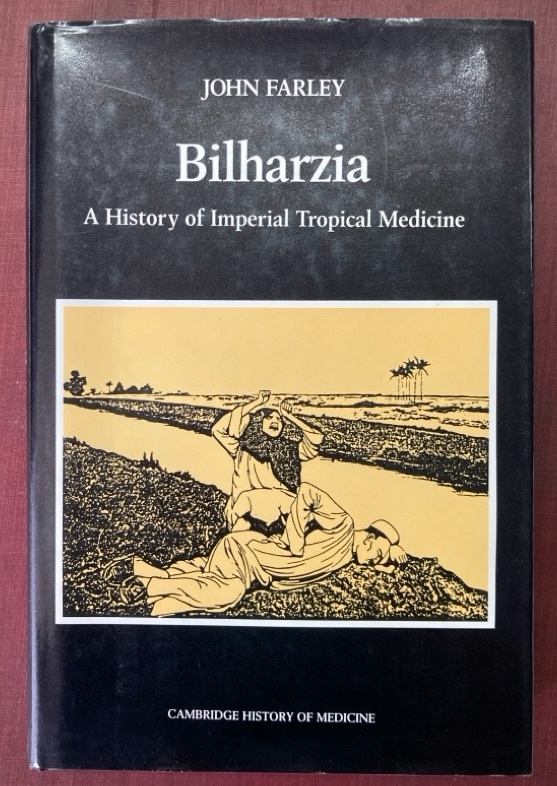 JOHN FARLEY
Bilharzia
A History of Imperial Tropical Medicine
CAMBRIDGE HISTORY OF MEDICINE